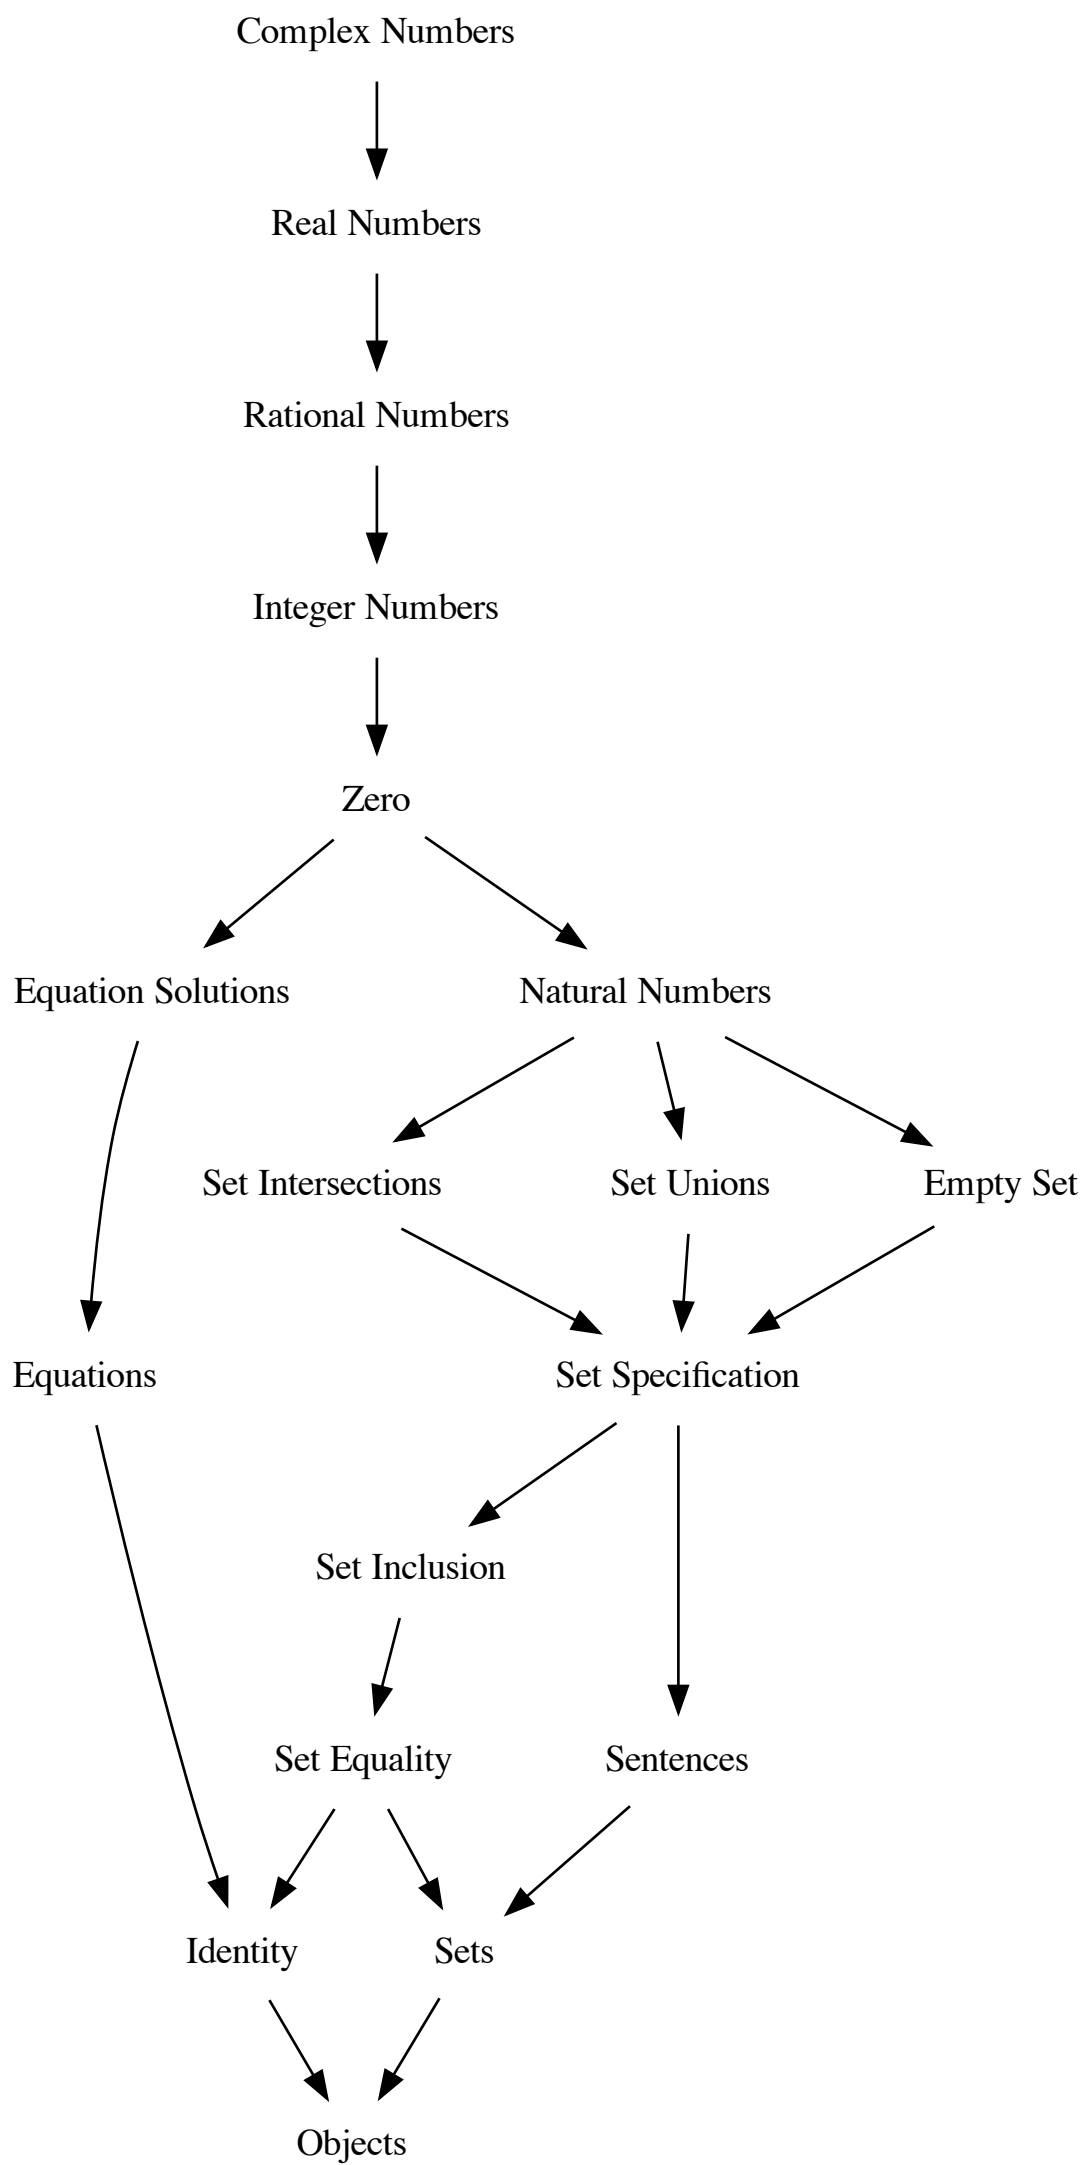 Complex Numbers
Real Numbers
Rational Numbers
Integer Numbers
Zero
Equation Solutions
Natural Numbers
Set Intersections
Set Unions
Empty Set
Equations
Set Specification
Set Inclusion
Set Equality
Sentences
Identity
Sets
Objects